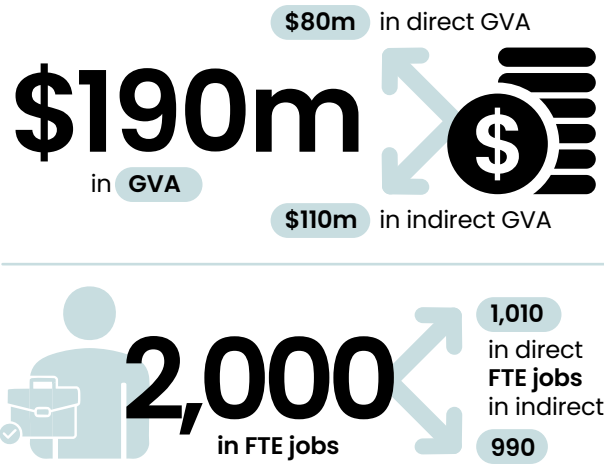 $80m in direct GVA
$190m
in GVA
$
$110m in indirect GVA
2,000
in FTE jobs
1,010
in direct
FTE jobs
in indirect
990